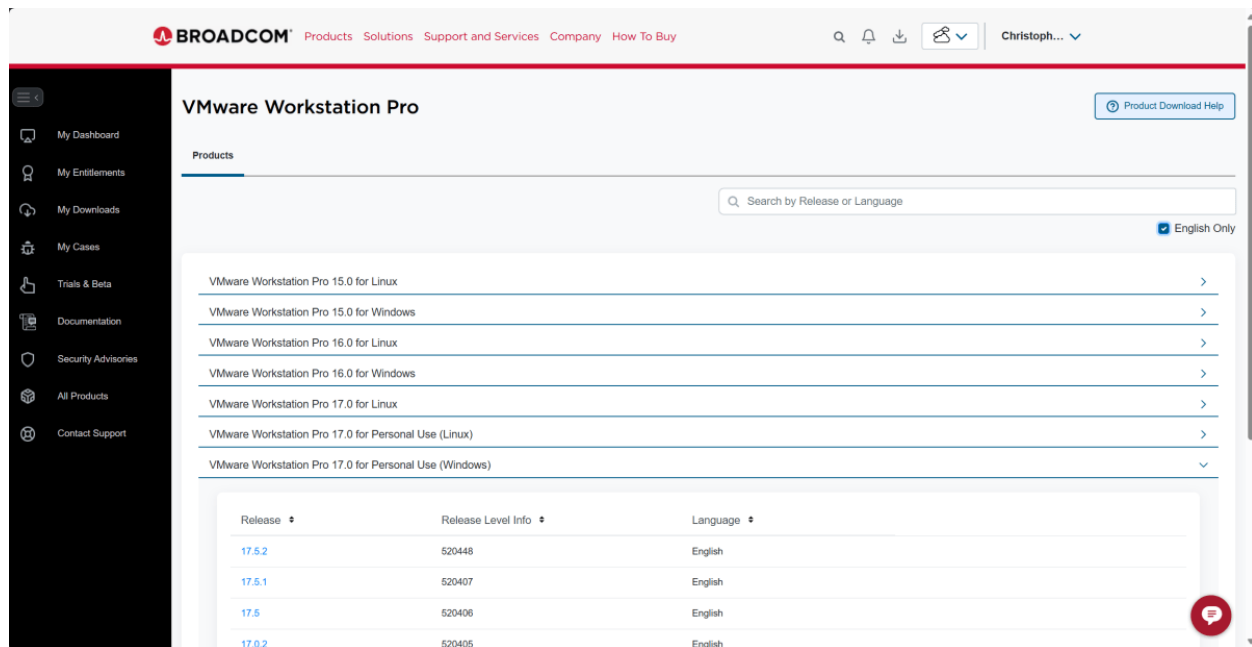 BROADCOM Products Solutions Support and Services Company How To Buy Christoph...
VMware Workstation Pro
Product Download Help
My Dashboard
My Entitlements
My Downloads
My Cases
Trials & Beta
Documentation
Security Advisories
All Products
Contact Support
Products
Search by Release or Language
English Only
VMware Workstation Pro 15.0 for Linux
VMware Workstation Pro 15.0 for Windows
VMware Workstation Pro 16.0 for Linux
VMware Workstation Pro 16.0 for Windows
VMware Workstation Pro 17.0 for Linux
VMware Workstation Pro 17.0 for Personal Use (Linux)
VMware Workstation Pro 17.0 for Personal Use (Windows)
Release Release Level Info Language
17.5.2 520448 English
17.5.1 520407 English
17.5 520406 English
17.0.2 520405 English